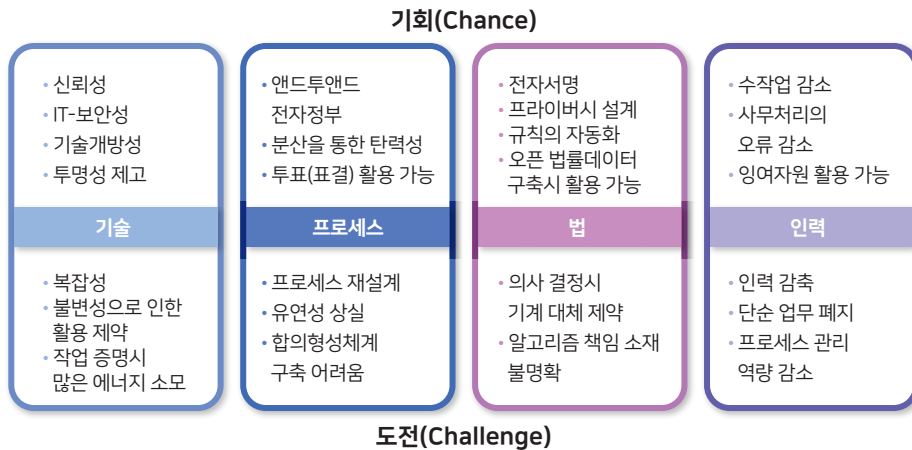 기회(Chance)
• 신뢰성
• IT-보안성
• 기술개방성
• 투명성 제고
기술
• 복잡성
• 불변성으로 인한
활용 제약
• 작업 증명시
많은 에너지 소모
• 앤드투앤드
전자정부
• 분산을 통한 탄력성
• 투표(표결) 활용 가능
프로세스
• 프로세스 재설계
• 유연성 상실
• 합의형성체계
구축 어려움
• 전자서명
• 프라이버시 설계
• 규칙의 자동화
• 오픈 법률데이터
구축시 활용 가능
법
• 의사 결정시
기계 대체 제약
• 알고리즘 책임 소재
불명확
• 수작업 감소
• 사무처리의
오류 감소
• 잉여자원 활용 가능
인력
• 인력 감축
• 단순 업무 폐지
• 프로세스 관리
역량 감소
도전(Challenge)